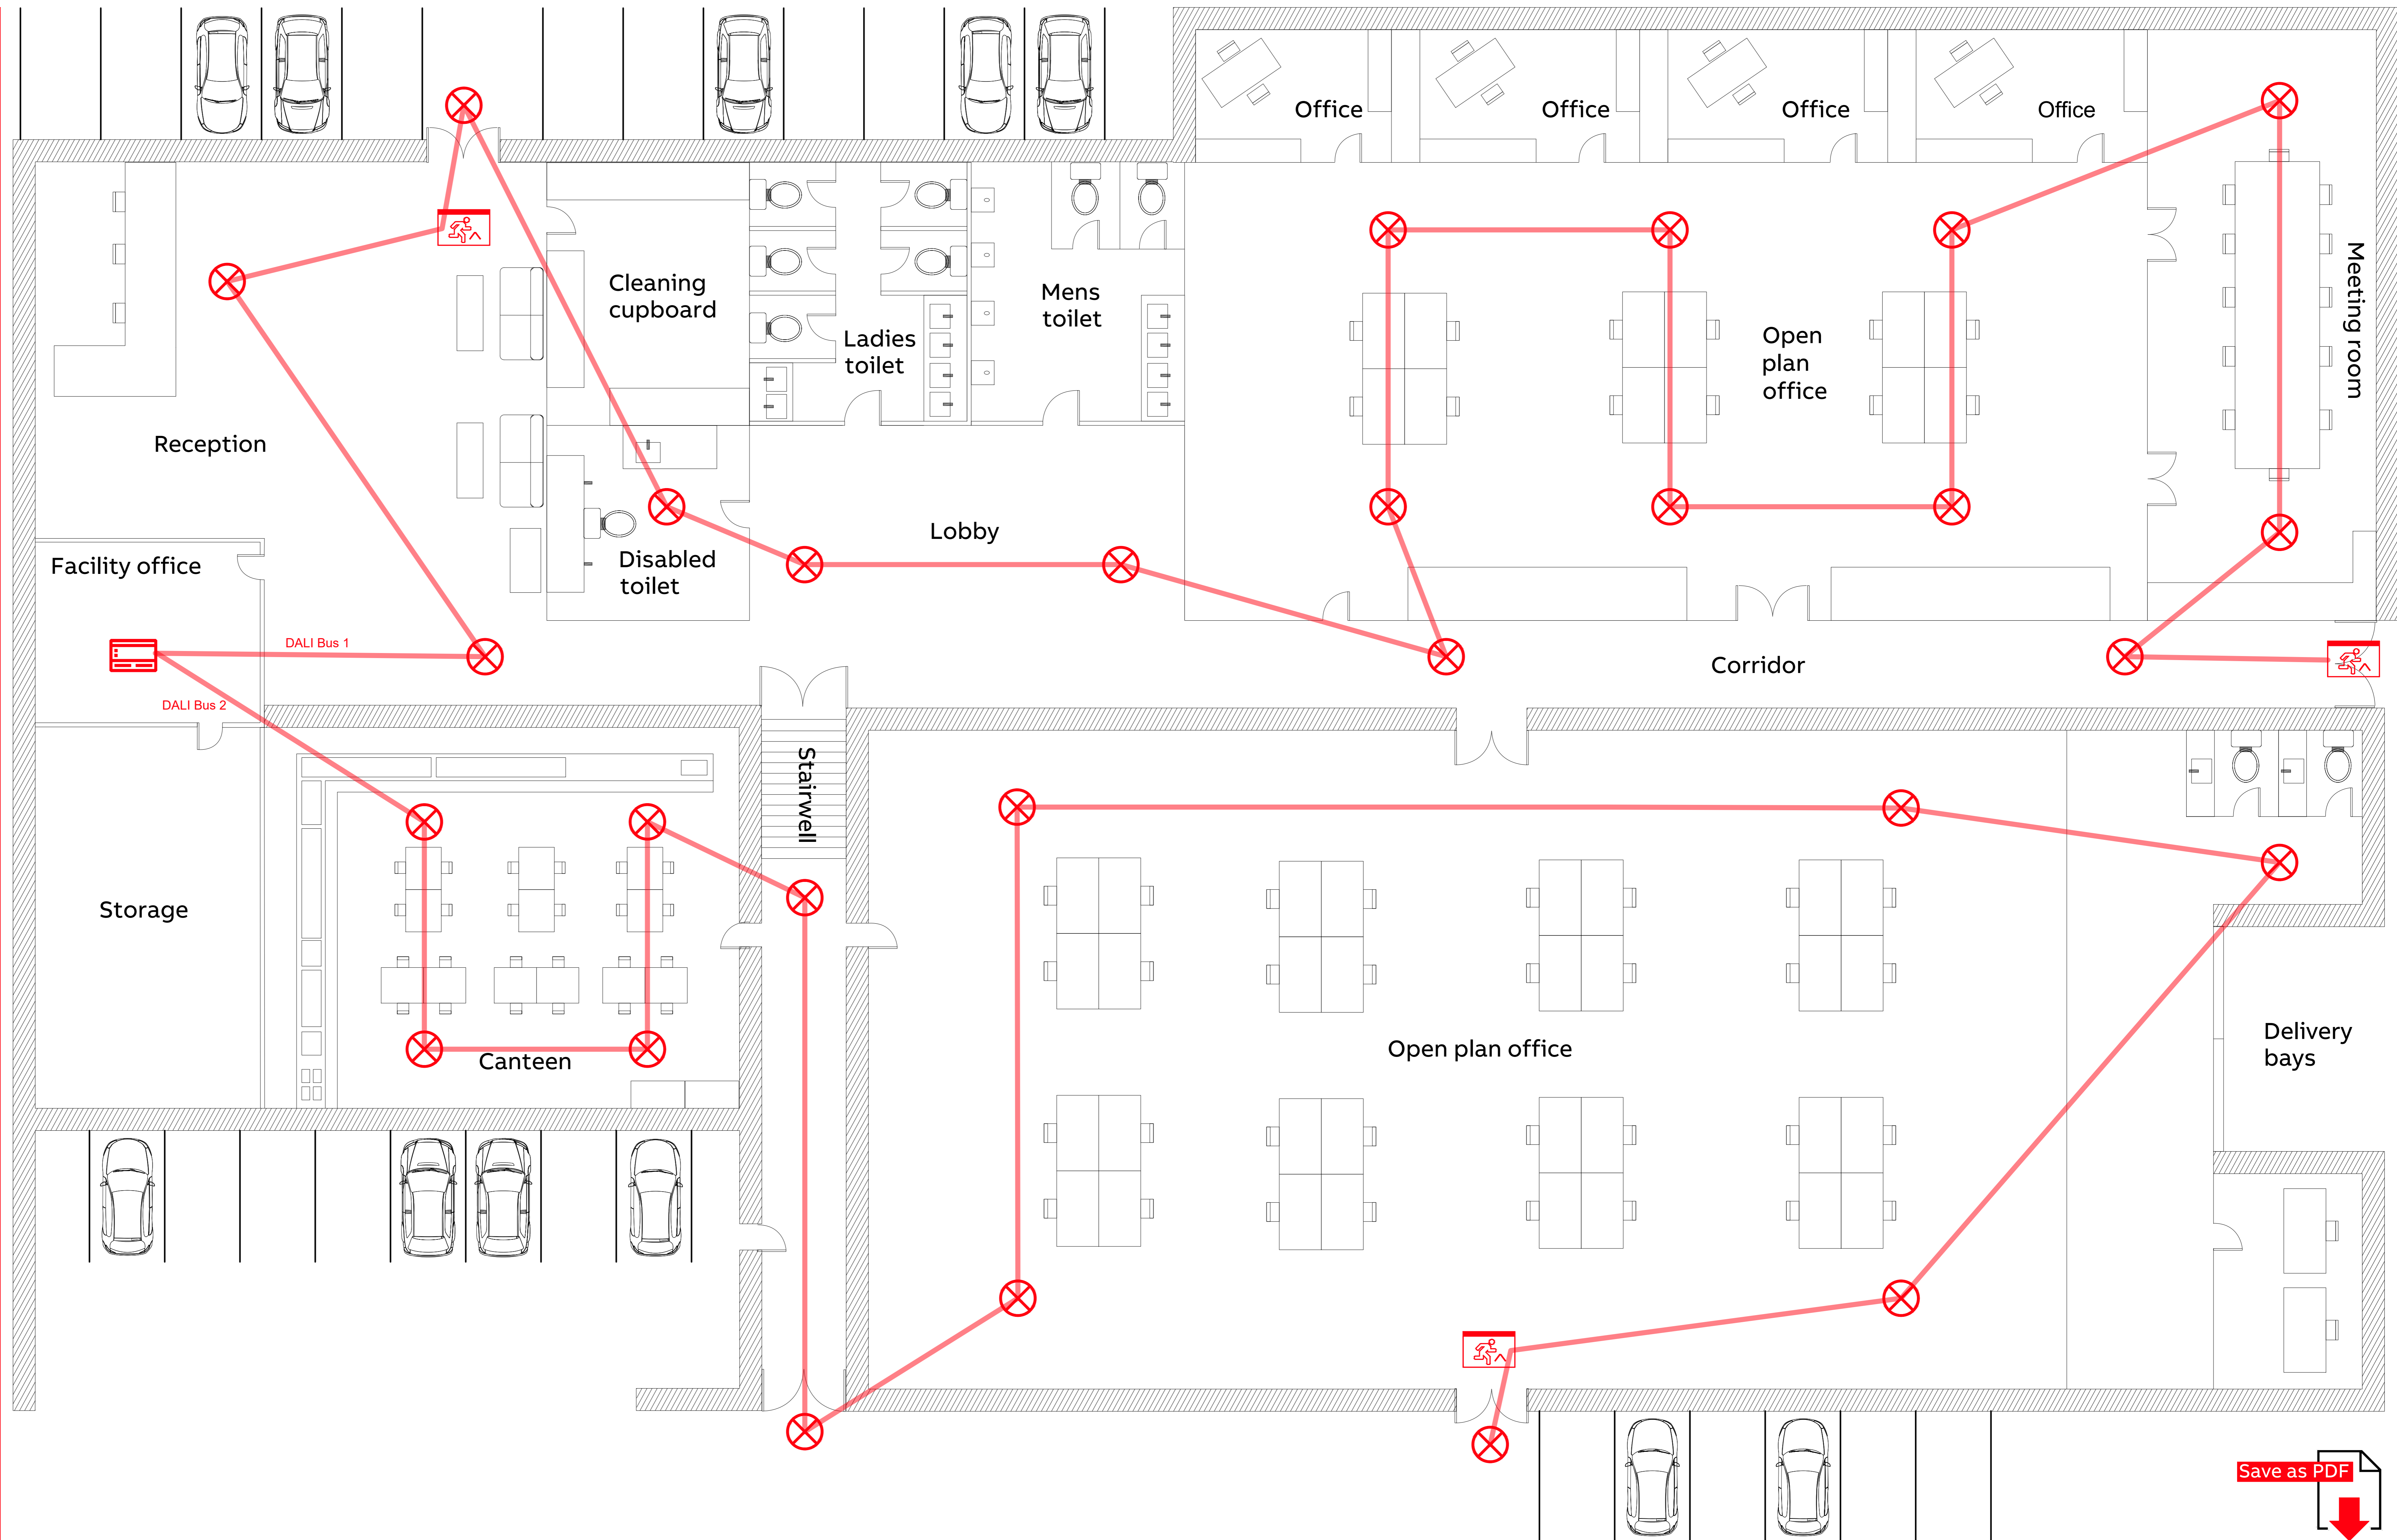 Office
Office
Office
Office
Cleaning
cupboard
Ladies
toilet
Mens
toilet
Open
plan
office
Meeting room
Reception
Lobby
Facility office
Disabled
toilet
DALI Bus 1
Corridor
DALI Bus 2
Stairwell
Storage
Canteen
Open plan office
Delivery
bays
Save as PDF